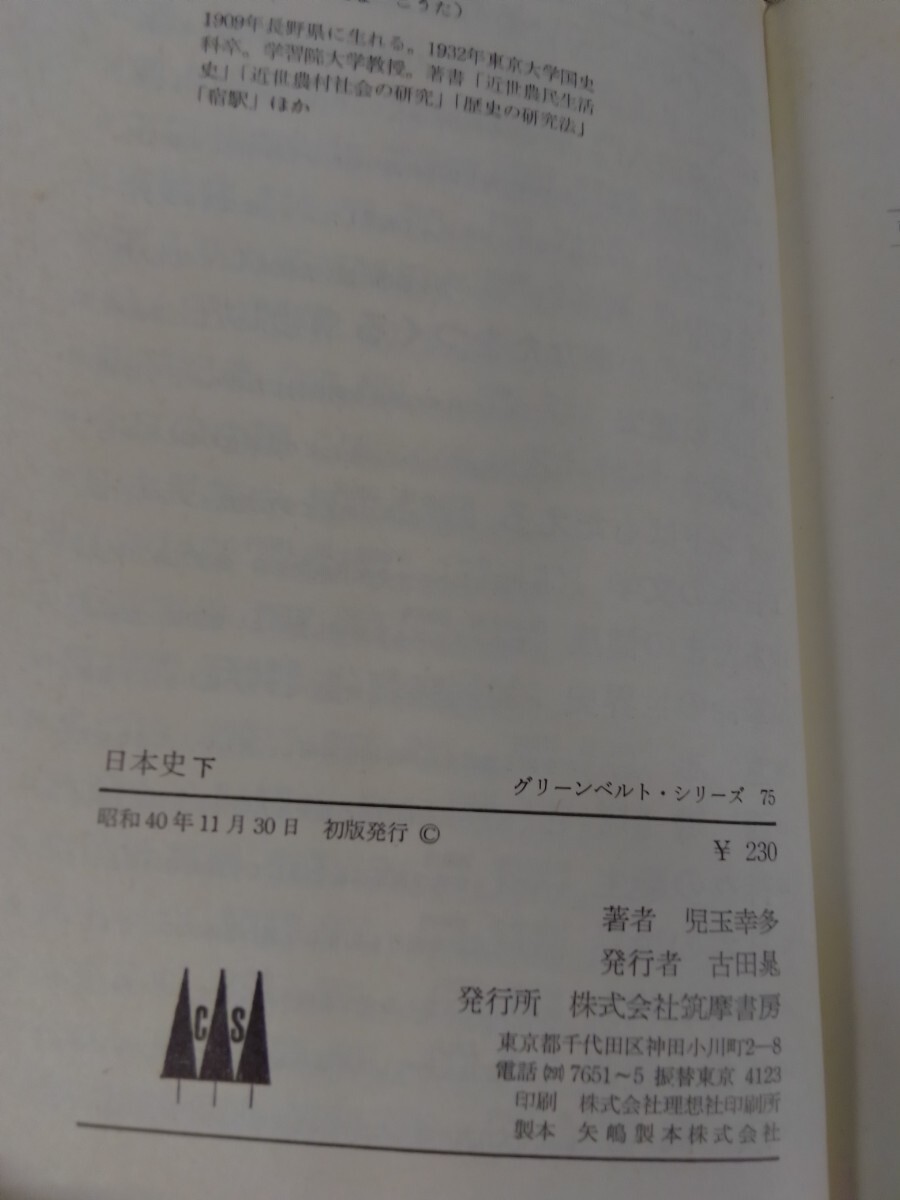 こうた)
1909年長野県に生れる。1932年東京大学国史
科卒。学習院大学教授。著書「近世農民生活
史」「近世農村社会の研究」「歴史の研究法」
「宿駅」ほか
日本史下
グリーンベルト・シリーズ 75
昭和40年11月30日 初版発行 ©
¥ 230
著者 児玉幸多
発行者 古田晁
発行所 株式会社筑摩書房
東京都千代田区神田小川町2—8
電話 (291) 7651〜5 振替東京 4123
印刷 株式会社理想社印刷所
製本 矢嶋製本株式会社
CS